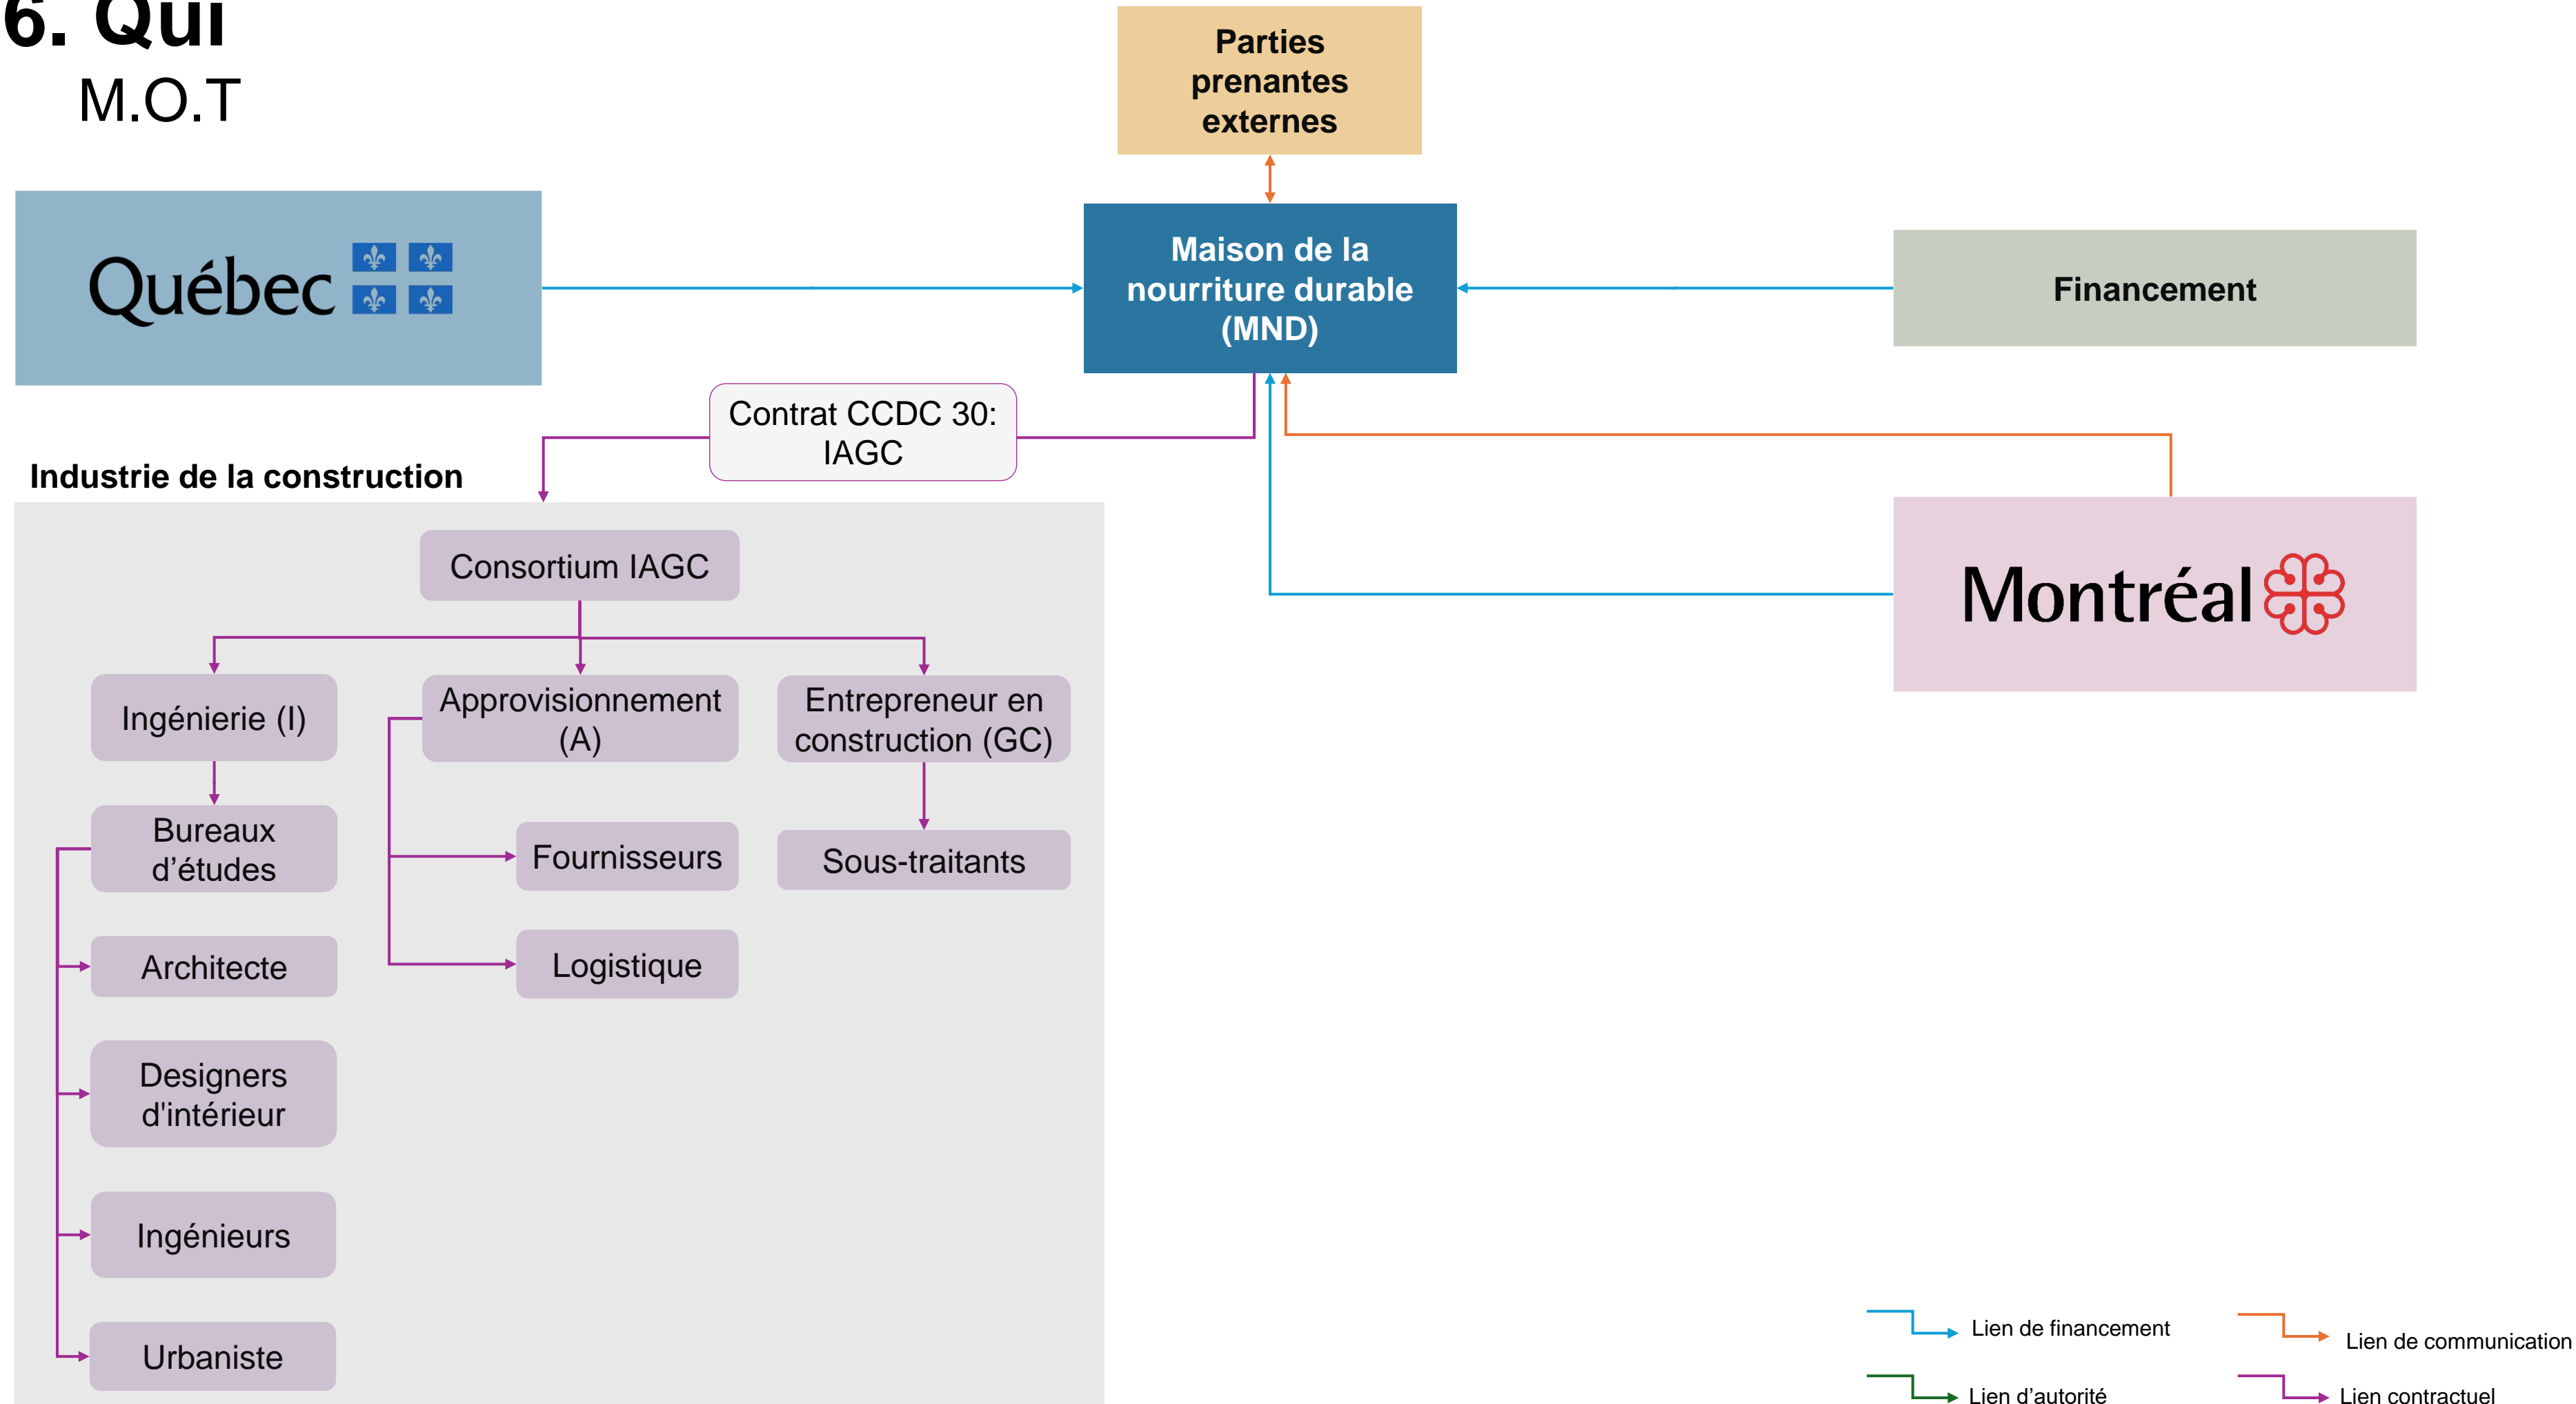 6. Qui
M.O.T
Parties
prenantes
externes
Québec
Maison de la
nourriture durable
(MND)
Financement
Contrat CCDC 30:
IAGC
Industrie de la construction
Montréal
Consortium IAGC
Ingénierie (I)
Approvisionnement
(A)
Entrepreneur en
construction (GC)
Bureaux
d’études
Fournisseurs
Sous-traitants
Architecte
Logistique
Designers
d'intérieur
Ingénieurs
Urbaniste
Lien de financement
Lien de communication
Lien d’autorité
Lien contractuel